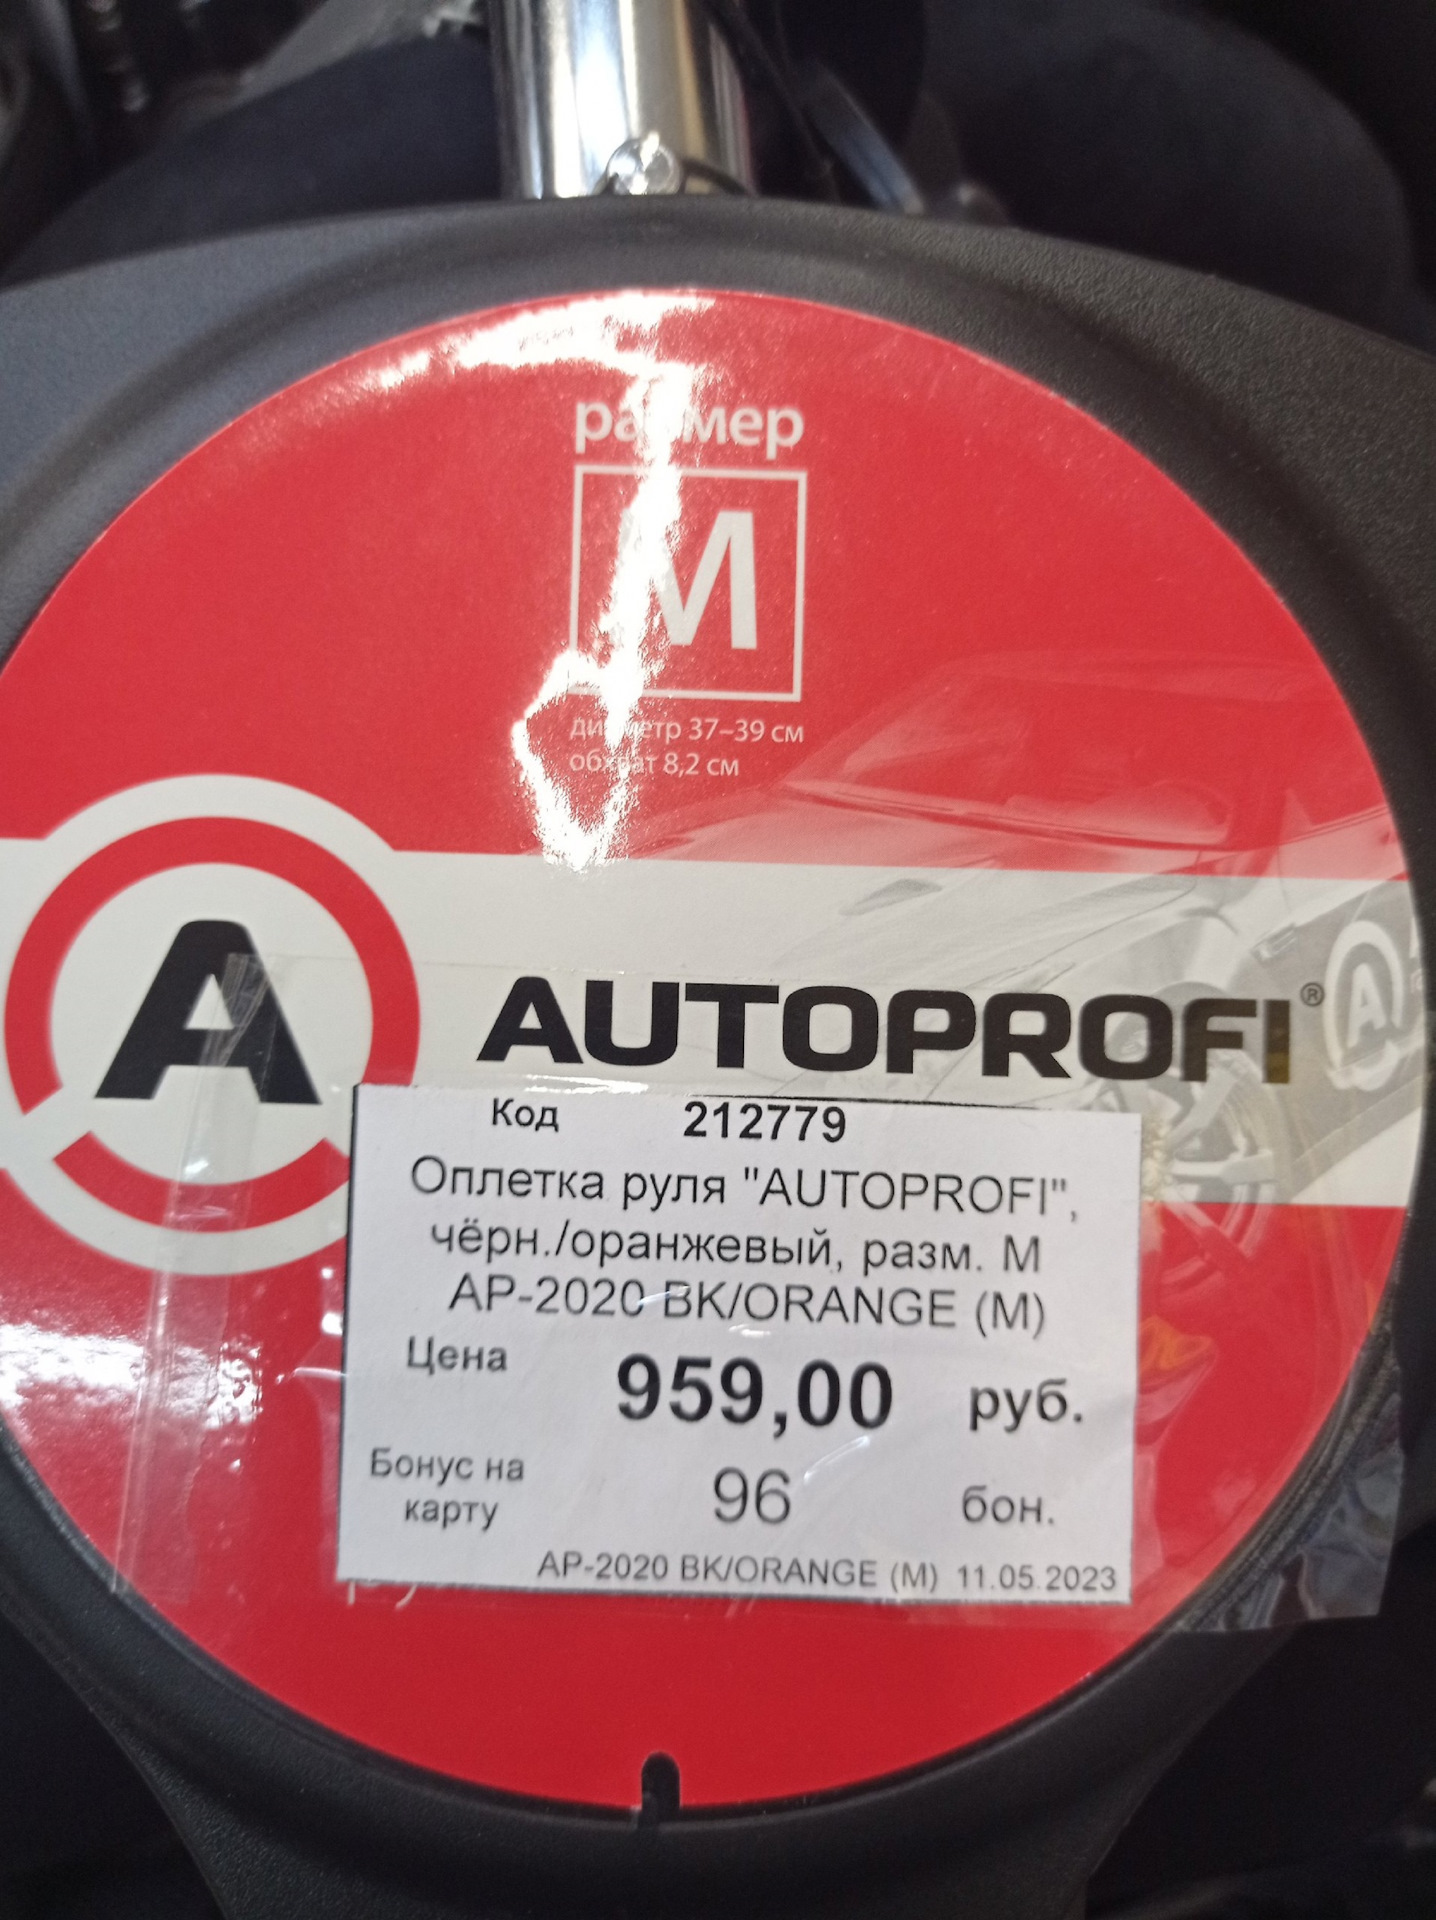 размер
M
диаметр 37–39 см
обхват 8,2 см
A
AUTOPROFI®
A
Код 212779
Оплетка руля "AUTOPROFI",
чёрн./оранжевый, разм. М
AP-2020 BK/ORANGE (M)
Цена 959,00 руб.
Бонус на
карту 96 бон.
AP-2020 BK/ORANGE (M) 11.05.2023